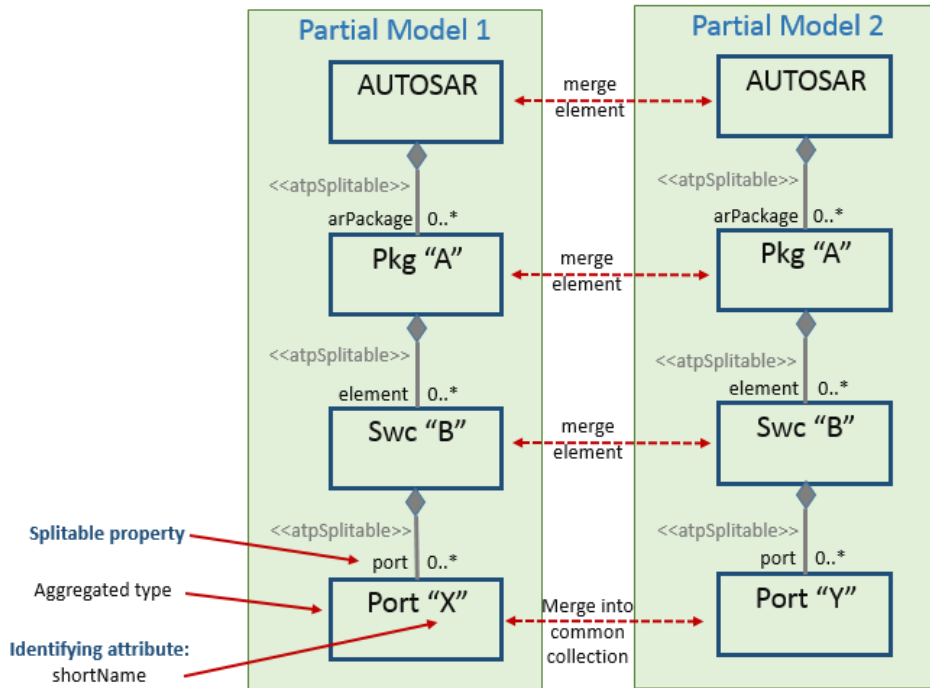 Partial Model 1
AUTOSAR
<<atpSplitable>>
arPackage 0..*
Pkg “A”
<<atpSplitable>>
element 0..*
Swc “B”
<<atpSplitable>>
port 0..*
Port “X”
merge
element
merge
element
merge
element
Merge into
common
collection
Partial Model 2
AUTOSAR
<<atpSplitable>>
arPackage 0..*
Pkg “A”
<<atpSplitable>>
element 0..*
Swc “B”
<<atpSplitable>>
port 0..*
Port “Y”
Splitable property
Aggregated type
Identifying attribute:
shortName